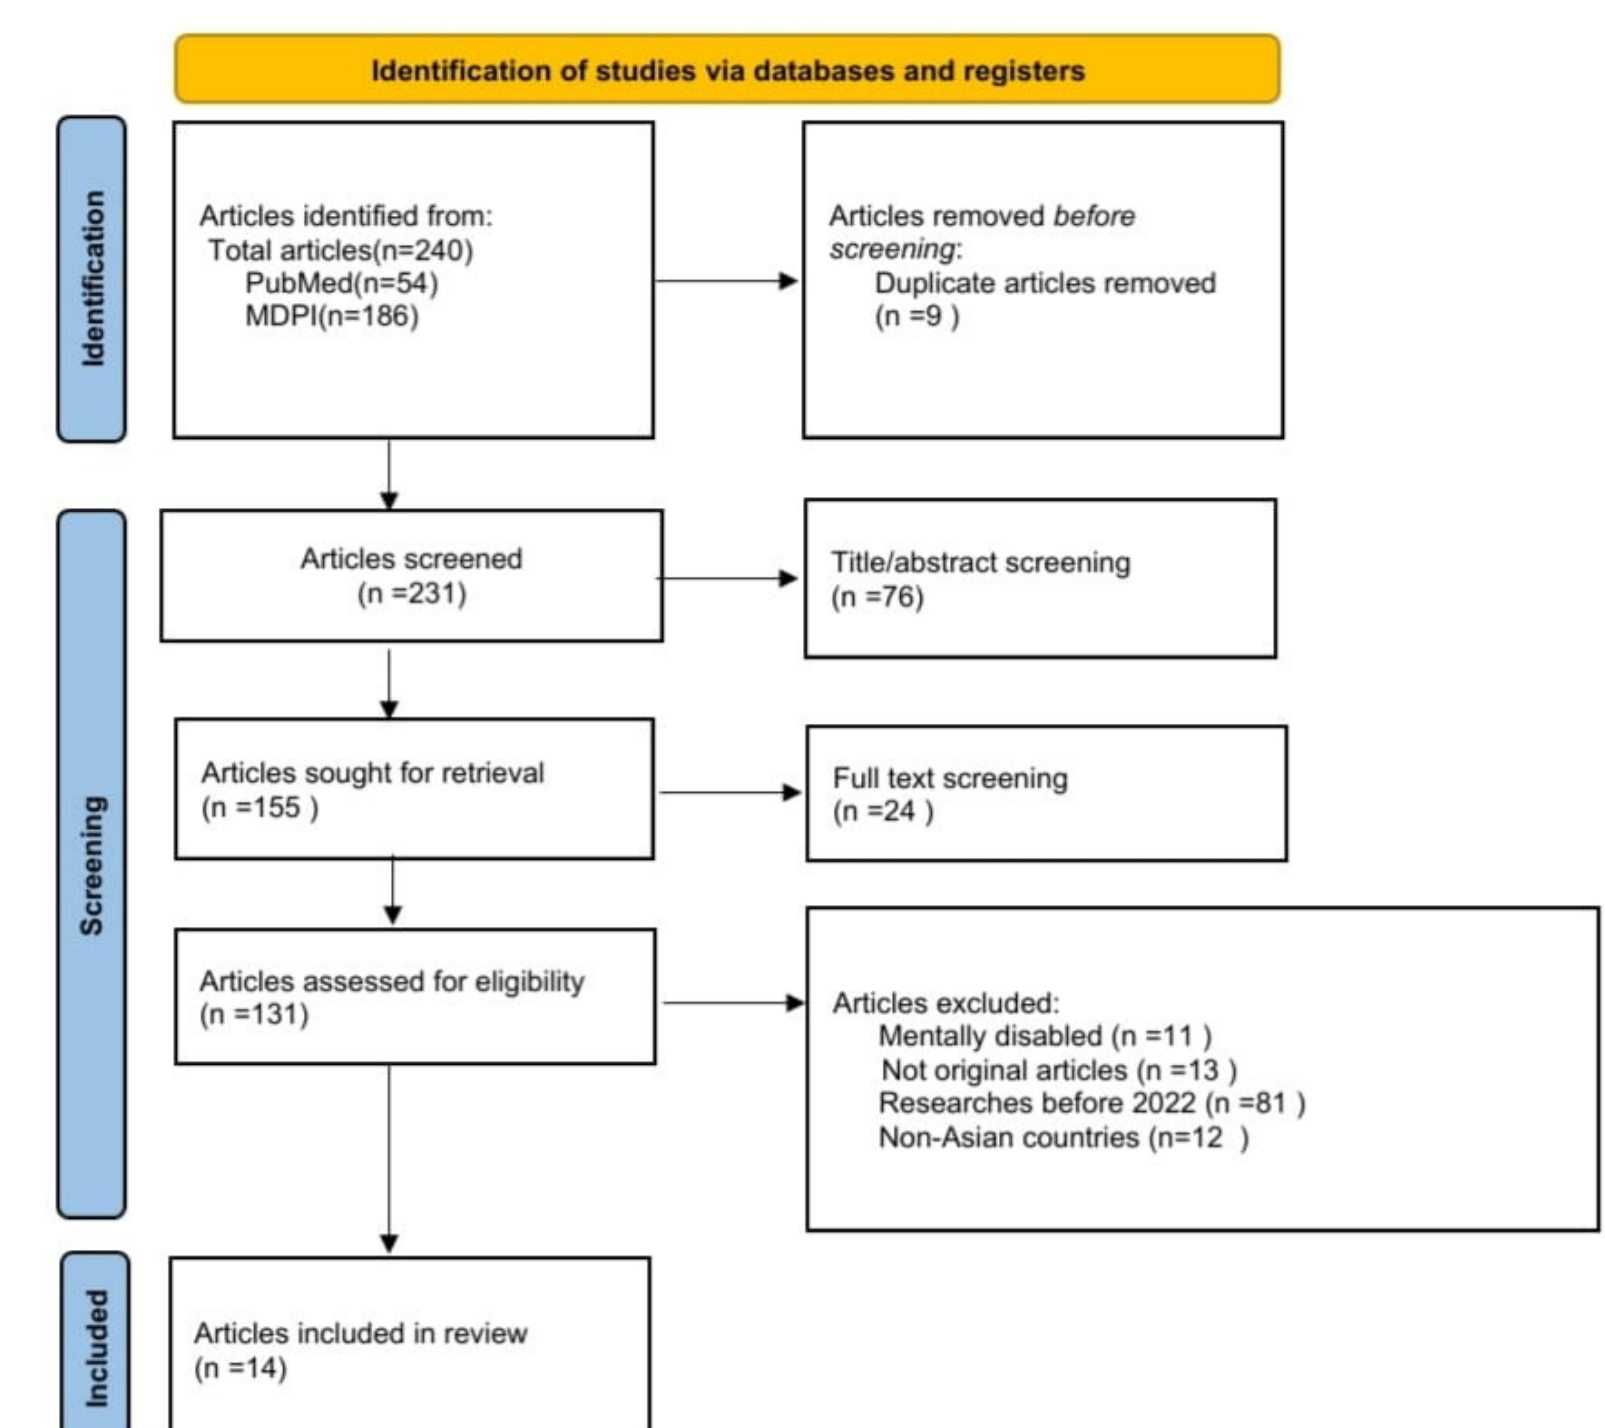 Identification of studies via databases and registers
Identification
Articles identified from:
Total articles(n=240)
PubMed(n=54)
MDPI(n=186)
Articles removed before
screening:
Duplicate articles removed
(n =9 )
Screening
Articles screened
(n =231)
Title/abstract screening
(n =76)
Articles sought for retrieval
(n =155 )
Full text screening
(n =24 )
Articles assessed for eligibility
(n =131)
Articles excluded:
Mentally disabled (n =11 )
Not original articles (n =13 )
Researches before 2022 (n =81 )
Non-Asian countries (n=12  )
Included
Articles included in review
(n =14)